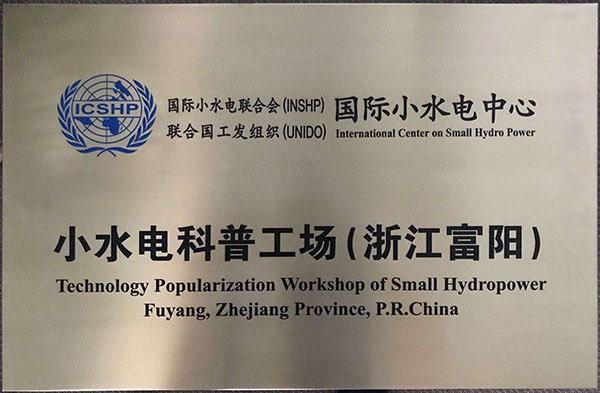 ICSHP
国际小水电联合会(INSHP)
联合国工发组织(UNIDO)
国际小水电中心
International Center on Small Hydro Power
小水电科普工场(浙江富阳)
Technology Popularization Workshop of Small Hydropower
Fuyang, Zhejiang Province, P.R.China